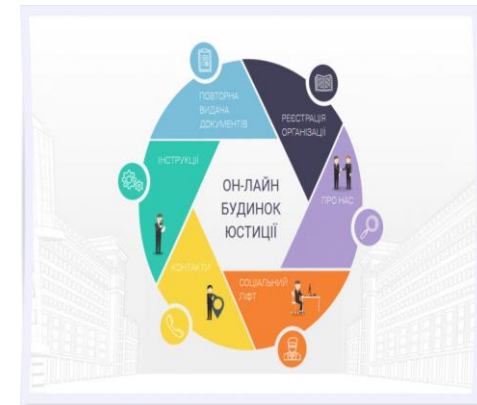 ПОВТОРНА
ВИДАЧА
ДОКУМЕНТІВ
РЕЄСТРАЦІЯ
ОРГАНІЗАЦІЇ
ІНСТРУКЦІЇ
ОН-ЛАЙН
БУДИНОК
ЮСТИЦІЇ
ПРО НАС
КОНТАКТИ
СОЦІАЛЬНИЙ
ЛІФТ